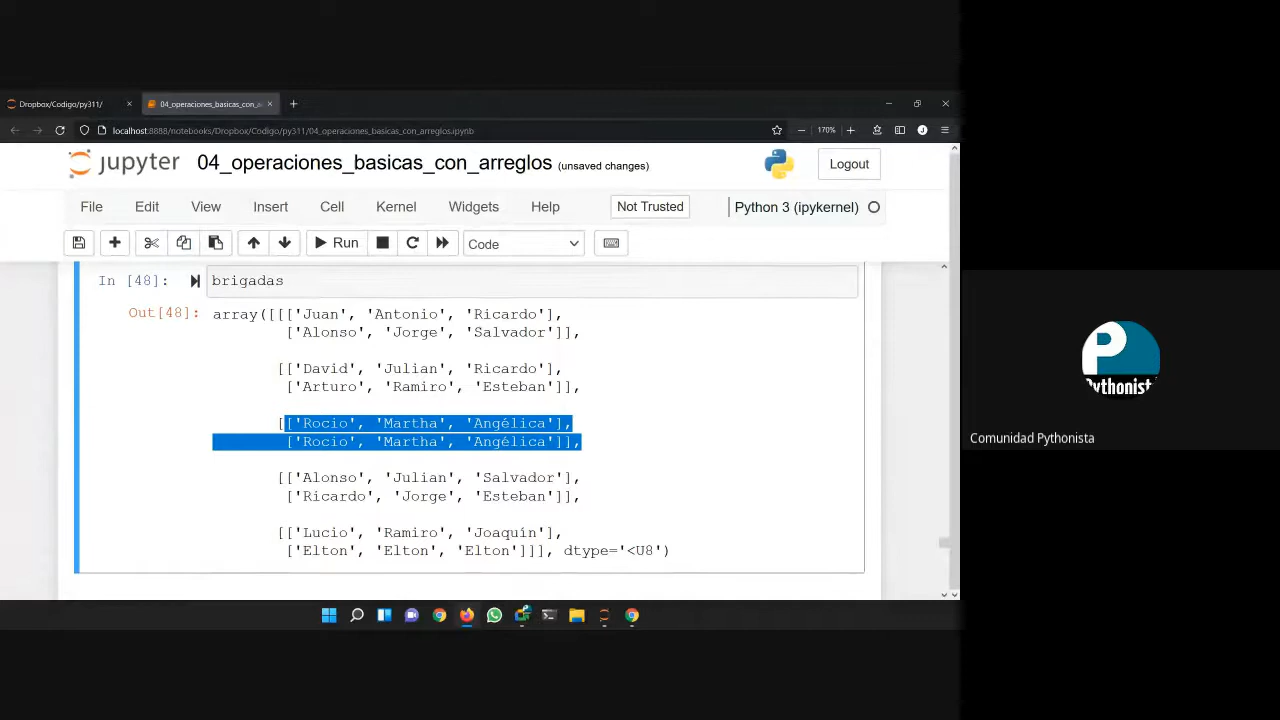 Dropbox/Codigo/py311/
04_operaciones_basicas_con_a
localhost:8888/notebooks/Dropbox/Codigo/py311/04_operaciones_basicas_con_arreglos.ipynb
170%
J
jupyter 04_operaciones_basicas_con_arreglos (unsaved changes)
Logout
File Edit View Insert Cell Kernel Widgets Help
Not Trusted
Python 3 (ipykernel)
Run
Code
In [48]: brigadas
Out[48]: array([[['Juan', 'Antonio', 'Ricardo'],
['Alonso', 'Jorge', 'Salvador']],
[['David', 'Julian', 'Ricardo'],
['Arturo', 'Ramiro', 'Esteban']],
[['Rocio', 'Martha', 'Angélica'],
['Rocio', 'Martha', 'Angélica']],
[['Alonso', 'Julian', 'Salvador'],
['Ricardo', 'Jorge', 'Esteban']],
[['Lucio', 'Ramiro', 'Joaquín'],
['Elton', 'Elton', 'Elton']]], dtype='<U8')
Pythonist
Comunidad Pythonista